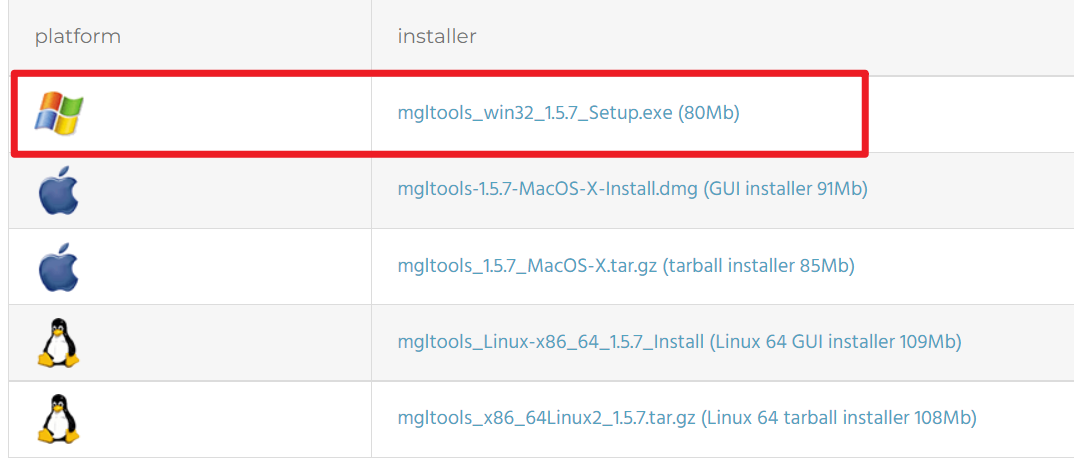 platform installer
mgltools_win32_1.5.7_Setup.exe (80Mb)
mgltools-1.5.7-MacOS-X-Install.dmg (GUI installer 91Mb)
mgltools_1.5.7_MacOS-X.tar.gz (tarball installer 85Mb)
mgltools_Linux-x86_64_1.5.7_Install (Linux 64 GUI installer 109Mb)
mgltools_x86_64Linux2_1.5.7.tar.gz (Linux 64 tarball installer 108Mb)